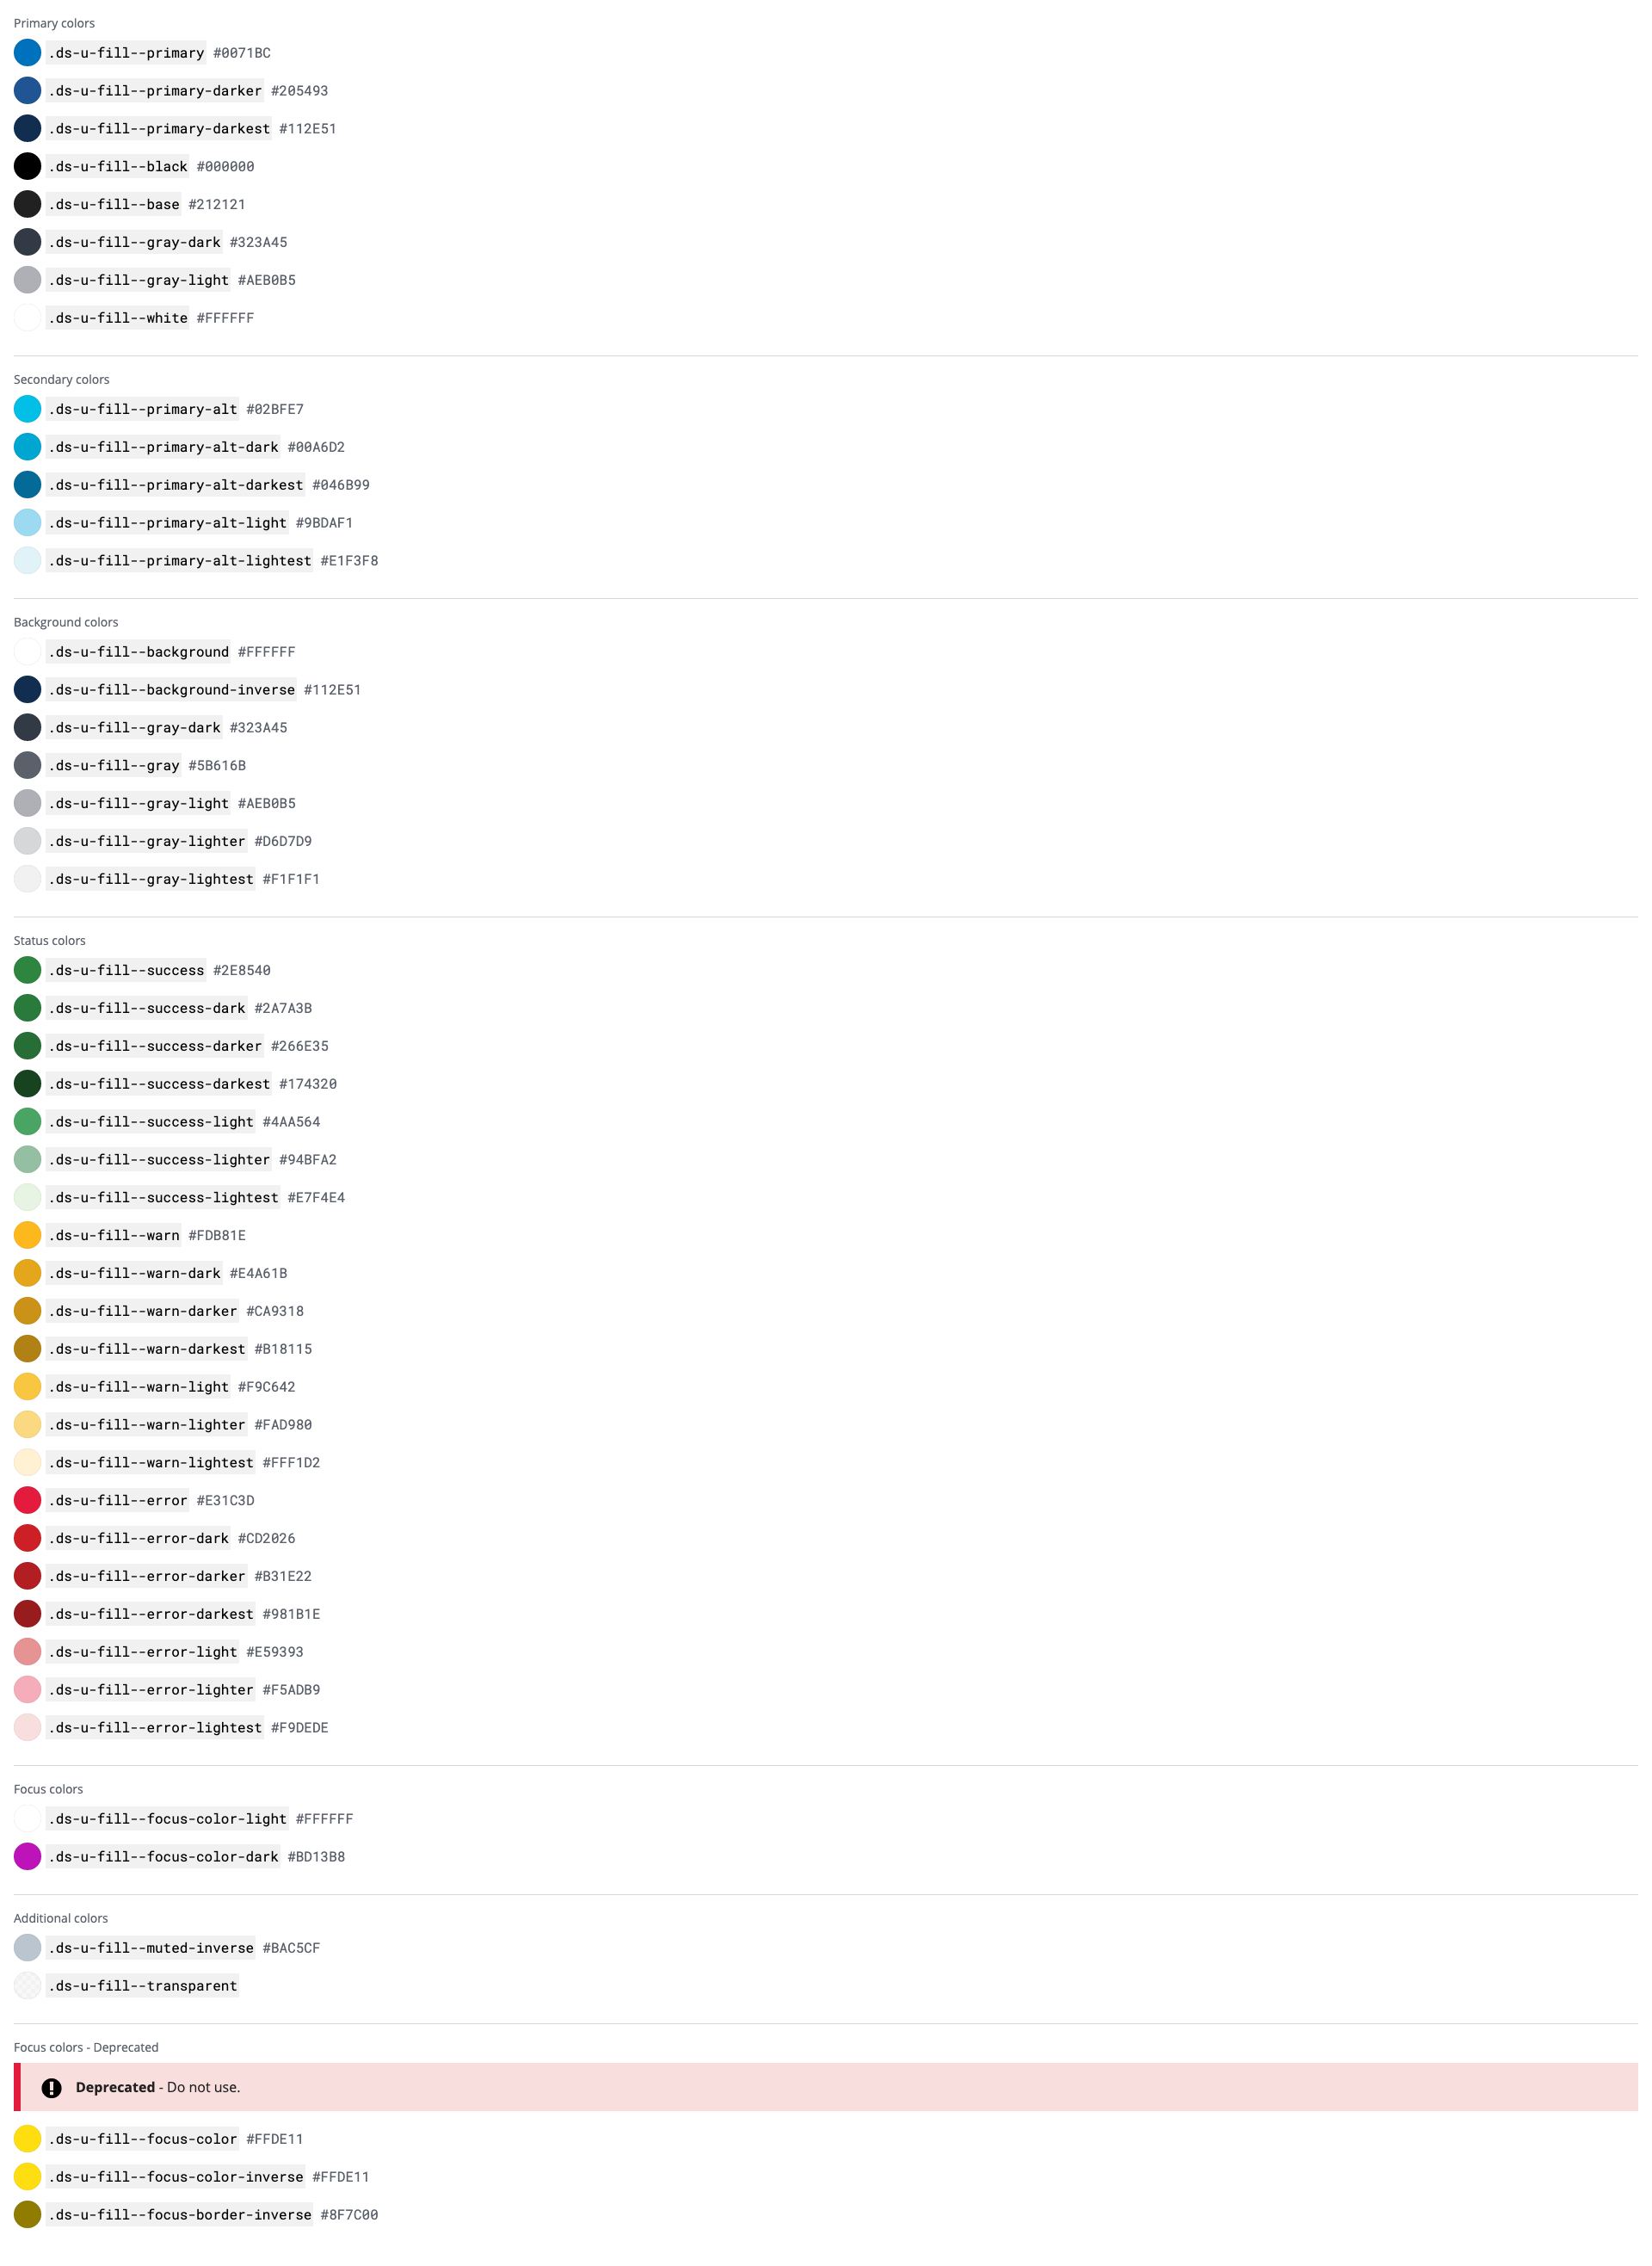 Primary colors
.ds-u-fill--primary #0071BC
.ds-u-fill--primary-darker #205493
.ds-u-fill--primary-darkest #112E51
.ds-u-fill--black #000000
.ds-u-fill--base #212121
.ds-u-fill--gray-dark #323A45
.ds-u-fill--gray-light #AEB0B5
.ds-u-fill--white #FFFFFF
Secondary colors
.ds-u-fill--primary-alt #02BFE7
.ds-u-fill--primary-alt-dark #00A6D2
.ds-u-fill--primary-alt-darkest #046B99
.ds-u-fill--primary-alt-light #9BDAF1
.ds-u-fill--primary-alt-lightest #E1F3F8
Background colors
.ds-u-fill--background #FFFFFF
.ds-u-fill--background-inverse #112E51
.ds-u-fill--gray-dark #323A45
.ds-u-fill--gray #5B616B
.ds-u-fill--gray-light #AEB0B5
.ds-u-fill--gray-lighter #D6D7D9
.ds-u-fill--gray-lightest #F1F1F1
Status colors
.ds-u-fill--success #2E8540
.ds-u-fill--success-dark #2A7A3B
.ds-u-fill--success-darker #266E35
.ds-u-fill--success-darkest #174320
.ds-u-fill--success-light #4AA564
.ds-u-fill--success-lighter #94BFA2
.ds-u-fill--success-lightest #E7F4E4
.ds-u-fill--warn #FDB81E
.ds-u-fill--warn-dark #E4A61B
.ds-u-fill--warn-darker #CA9318
.ds-u-fill--warn-darkest #B18115
.ds-u-fill--warn-light #F9C642
.ds-u-fill--warn-lighter #FAD980
.ds-u-fill--warn-lightest #FFF1D2
.ds-u-fill--error #E31C3D
.ds-u-fill--error-dark #CD2026
.ds-u-fill--error-darker #B31E22
.ds-u-fill--error-darkest #981B1E
.ds-u-fill--error-light #E59393
.ds-u-fill--error-lighter #F5ADB9
.ds-u-fill--error-lightest #F9DEDE
Focus colors
.ds-u-fill--focus-color-light #FFFFFF
.ds-u-fill--focus-color-dark #BD13B8
Additional colors
.ds-u-fill--muted-inverse #BAC5CF
.ds-u-fill--transparent
Focus colors - Deprecated
Deprecated - Do not use.
.ds-u-fill--focus-color #FFDE11
.ds-u-fill--focus-color-inverse #FFDE11
.ds-u-fill--focus-border-inverse #8F7C00